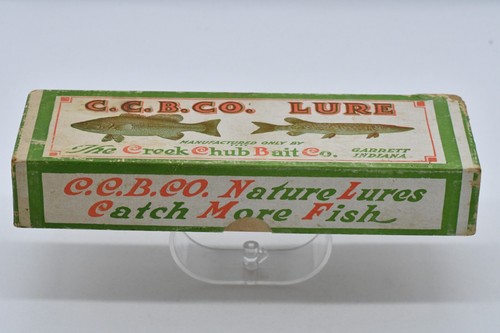 C.C.B.CO. LURE
MANUFACTURED ONLY BY
The Creek Chub Bait Co. GARRETT INDIANA
C.C.B.CO. Nature Lures
Catch More Fish